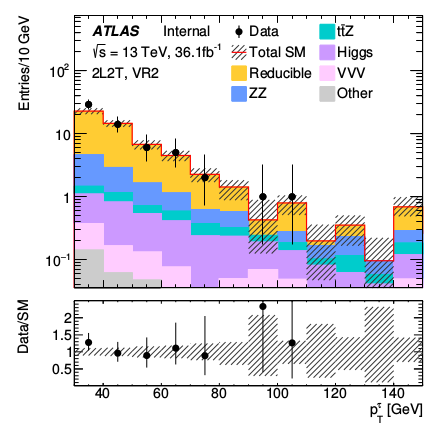 ATLAS Internal
√s = 13 TeV, 36.1fb⁻¹
2L2T, VR2
Data
Total SM
Reducible
ZZ
tt̄Z
Higgs
VVV
Other
Entries/10 GeV
10²
10
1
10⁻¹
Data/SM
2
1.5
1
0.5
40 60 80 100 120 140
p_T^τ [GeV]